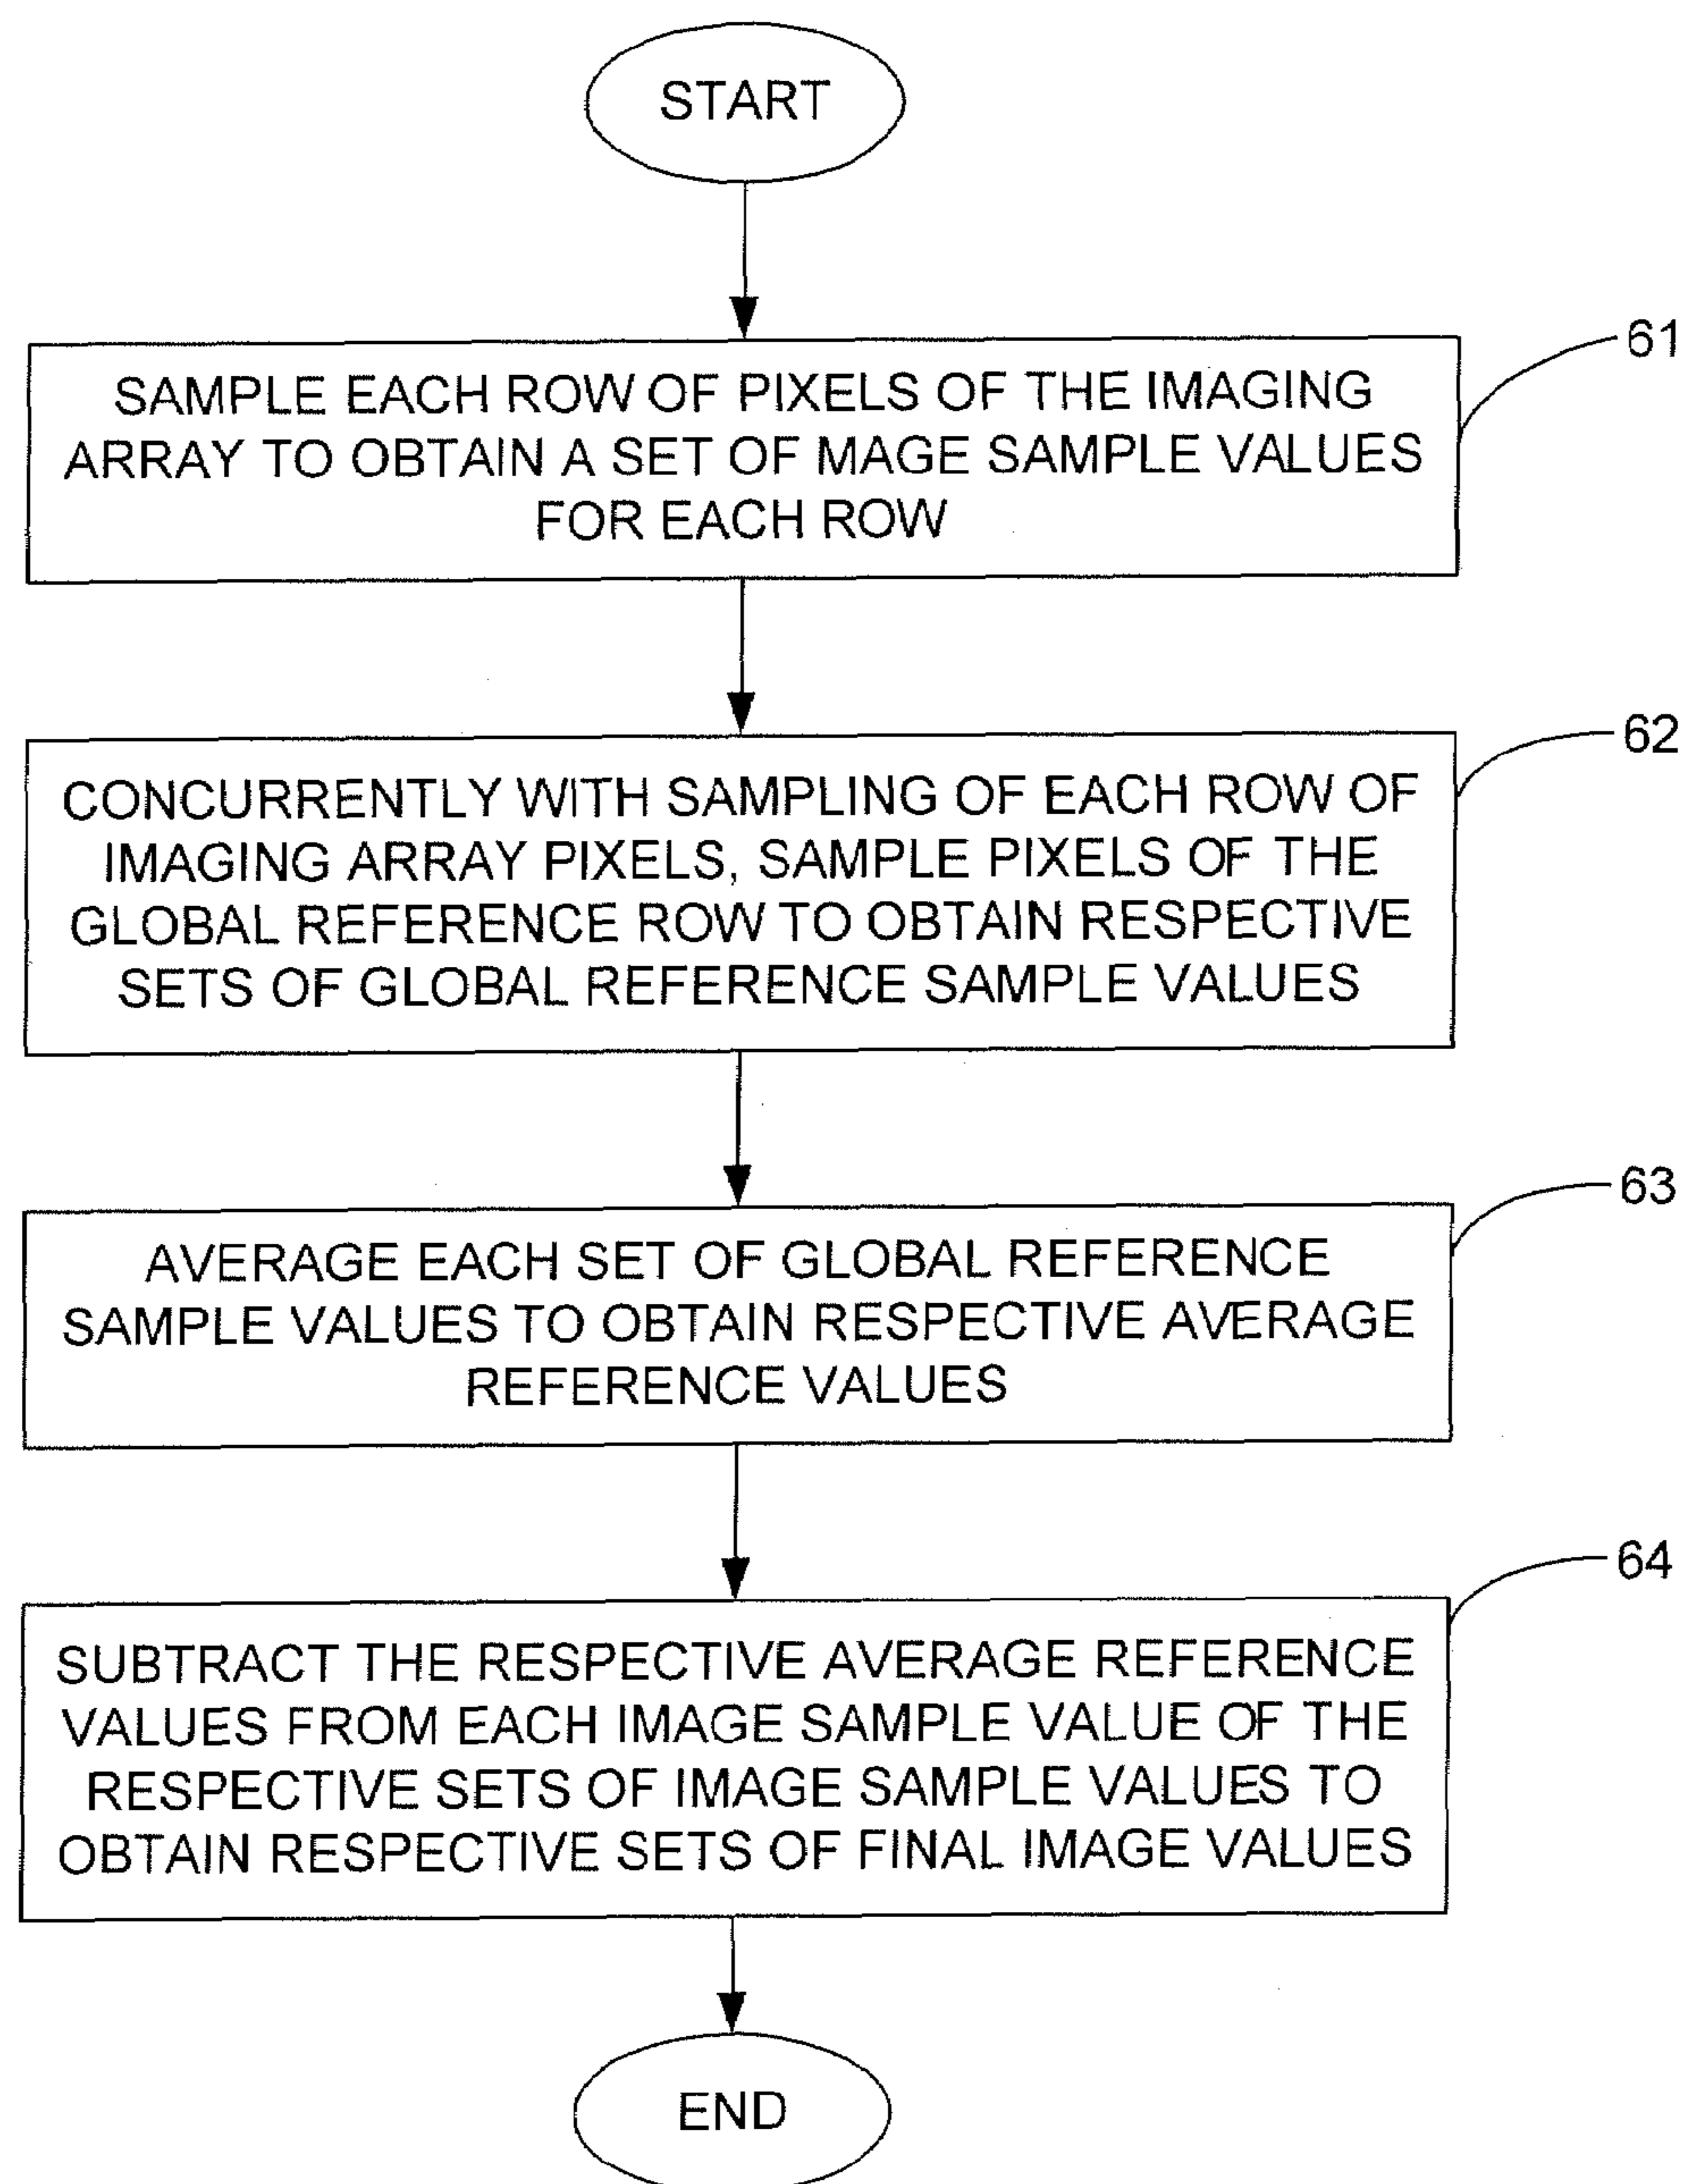 START
61
SAMPLE EACH ROW OF PIXELS OF THE IMAGING
ARRAY TO OBTAIN A SET OF MAGE SAMPLE VALUES
FOR EACH ROW
62
CONCURRENTLY WITH SAMPLING OF EACH ROW OF
IMAGING ARRAY PIXELS, SAMPLE PIXELS OF THE
GLOBAL REFERENCE ROW TO OBTAIN RESPECTIVE
SETS OF GLOBAL REFERENCE SAMPLE VALUES
63
AVERAGE EACH SET OF GLOBAL REFERENCE
SAMPLE VALUES TO OBTAIN RESPECTIVE AVERAGE
REFERENCE VALUES
64
SUBTRACT THE RESPECTIVE AVERAGE REFERENCE
VALUES FROM EACH IMAGE SAMPLE VALUE OF THE
RESPECTIVE SETS OF IMAGE SAMPLE VALUES TO
OBTAIN RESPECTIVE SETS OF FINAL IMAGE VALUES
END